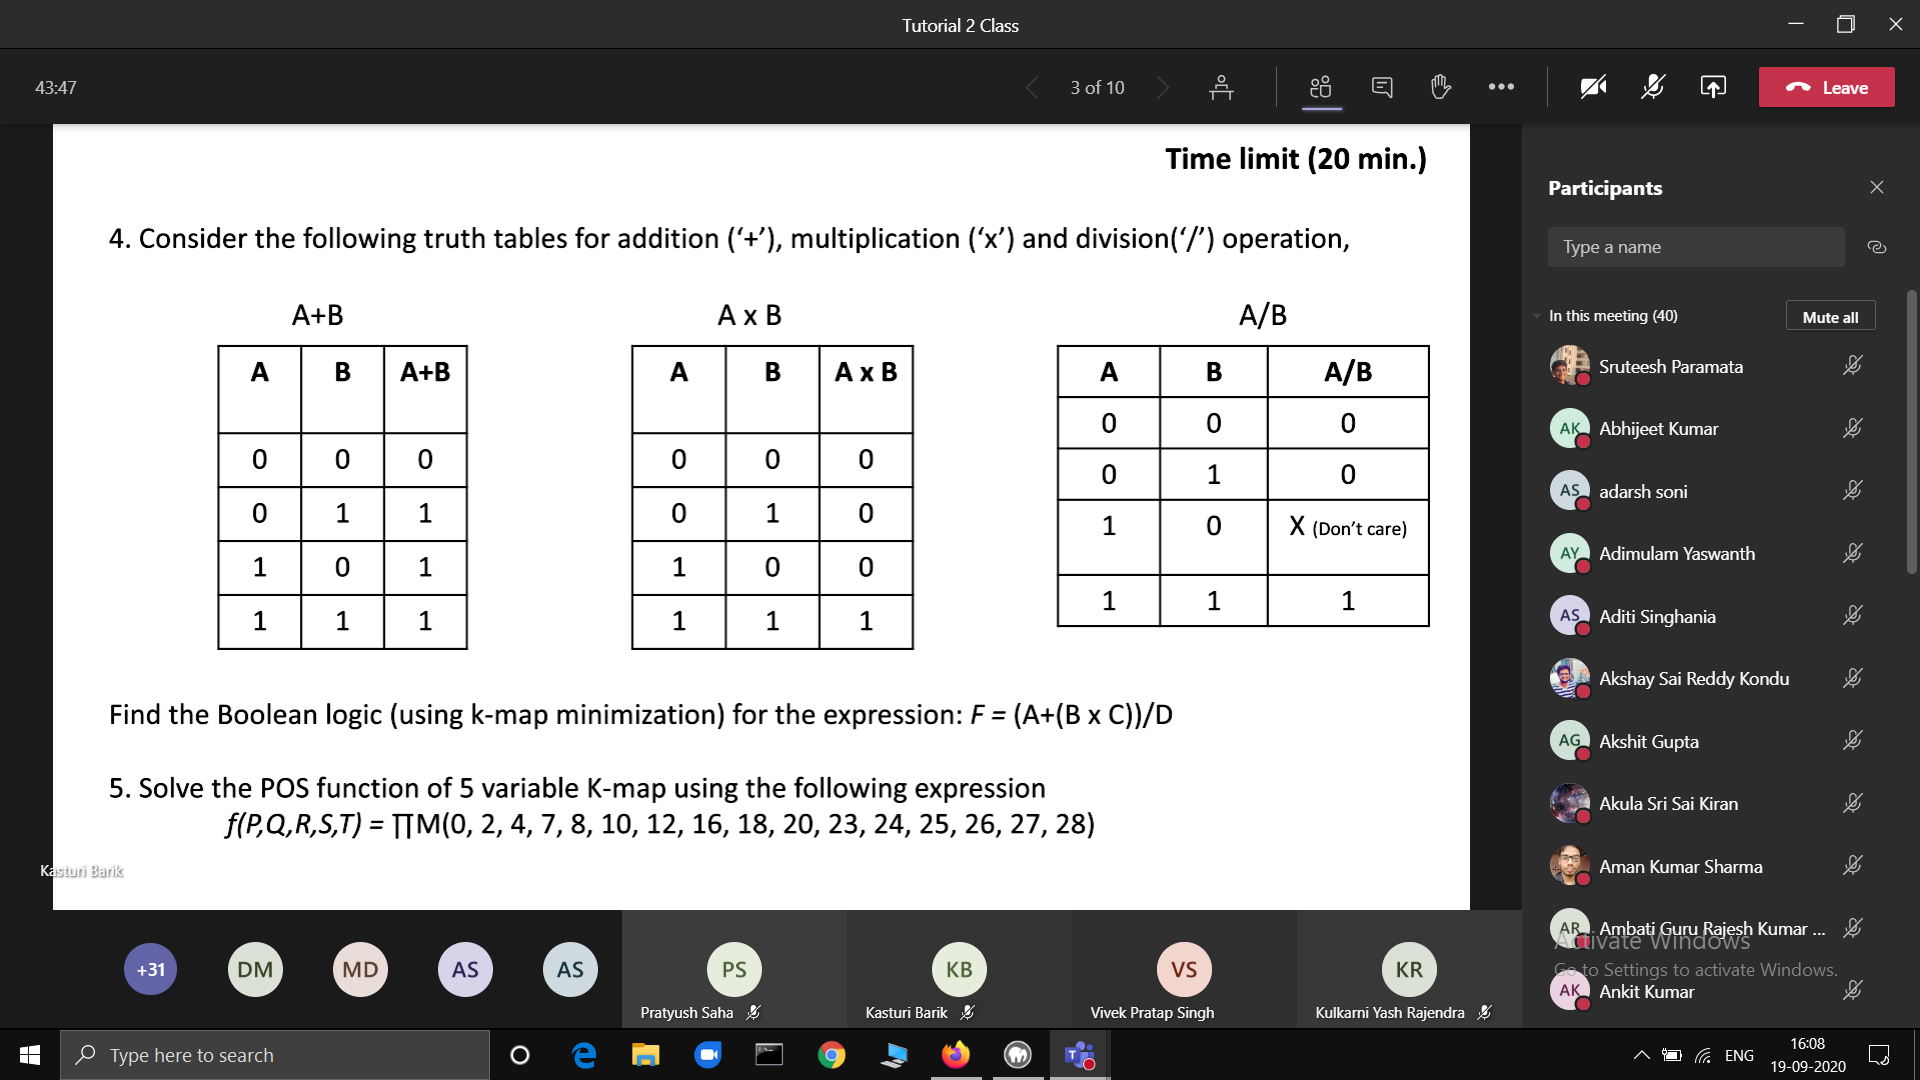 Tutorial 2 Class
43:47
3 of 10
Leave
Time limit (20 min.)
4. Consider the following truth tables for addition (‘+’), multiplication (‘x’) and division(‘/’) operation,
A+B
A B A+B
0 0 0
0 1 1
1 0 1
1 1 1
A x B
A B A x B
0 0 0
0 1 0
1 0 0
1 1 1
A/B
A B A/B
0 0 0
0 1 0
1 0 X (Don’t care)
1 1 1
Find the Boolean logic (using k-map minimization) for the expression: F = (A+(B x C))/D
5. Solve the POS function of 5 variable K-map using the following expression
f(P,Q,R,S,T) = ∏M(0, 2, 4, 7, 8, 10, 12, 16, 18, 20, 23, 24, 25, 26, 27, 28)
Kasturi Barik
Participants
Type a name
In this meeting (40)
Mute all
Sruteesh Paramata
AK Abhijeet Kumar
AS adarsh soni
AY Adimulam Yaswanth
AS Aditi Singhania
Akshay Sai Reddy Kondu
AG Akshit Gupta
Akula Sri Sai Kiran
Aman Kumar Sharma
AR Ambati Guru Rajesh Kumar ...
AK Ankit Kumar
Activate Windows
Go to Settings to activate Windows.
+31 DM MD AS AS PS KB VS KR
Pratyush Saha
Kasturi Barik
Vivek Pratap Singh
Kulkarni Yash Rajendra
Type here to search
ENG
16:08
19-09-2020